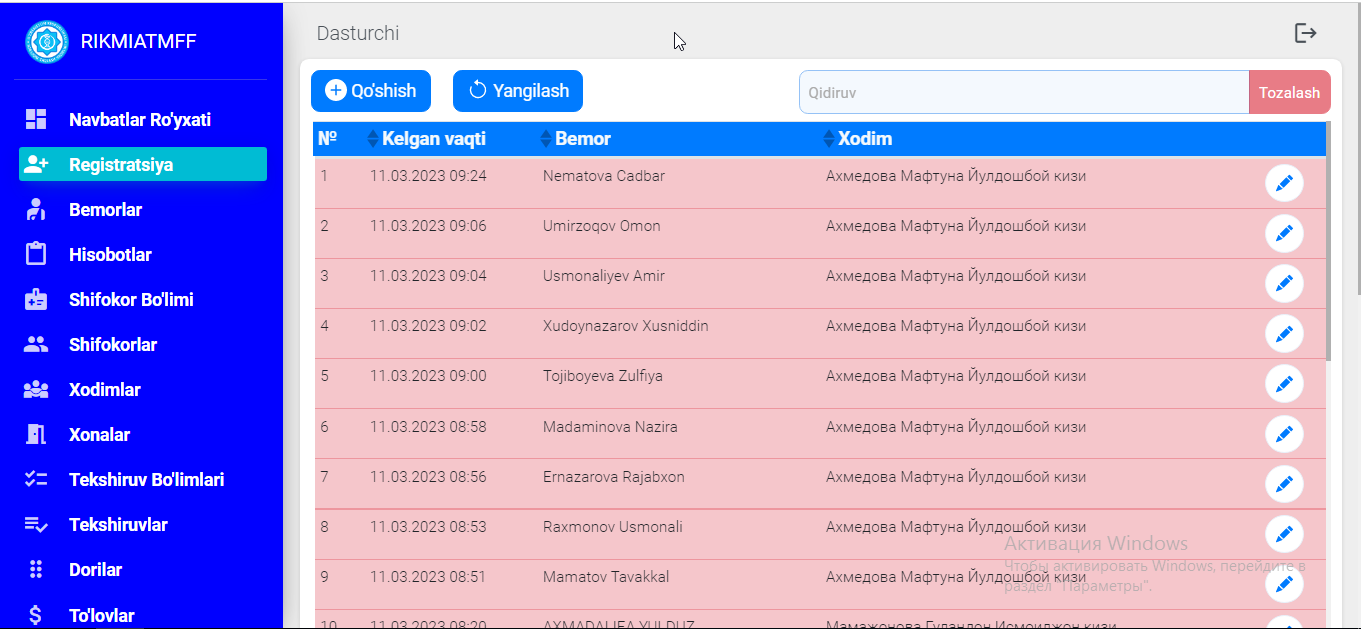 RIKMIATMFF
Dasturchi
Qo'shish Yangilash Qidiruv Tozalash
Navbatlar Ro'yxati
Registratsiya
Bemorlar
Hisobotlar
Shifokor Bo'limi
Shifokorlar
Xodimlar
Xonalar
Tekshiruv Bo'limlari
Tekshiruvlar
Dorilar
To'lovlar
№ Kelgan vaqti Bemor Xodim
1 11.03.2023 09:24 Nematova Cadbar Ахмедова Мафтуна Йулдошбой кизи
2 11.03.2023 09:06 Umirzoqov Omon Ахмедова Мафтуна Йулдошбой кизи
3 11.03.2023 09:04 Usmonaliyev Amir Ахмедова Мафтуна Йулдошбой кизи
4 11.03.2023 09:02 Xudoynazarov Xusniddin Ахмедова Мафтуна Йулдошбой кизи
5 11.03.2023 09:00 Tojiboyeva Zulfiya Ахмедова Мафтуна Йулдошбой кизи
6 11.03.2023 08:58 Madaminova Nazira Ахмедова Мафтуна Йулдошбой кизи
7 11.03.2023 08:56 Ernazarova Rajabxon Ахмедова Мафтуна Йулдошбой кизи
8 11.03.2023 08:53 Raxmonov Usmonali Ахмедова Мафтуна Йулдошбой кизи
9 11.03.2023 08:51 Mamatov Tavakkal Ахмедова Мафтуна Йулдошбой кизи
10 11.03.2023 08:20 AXMADALIEA YULDUZ Мамажонова Гуландон Исмоилжон кизи
Активация Windows
Чтобы активировать Windows, перейдите в
раздел "Параметры".